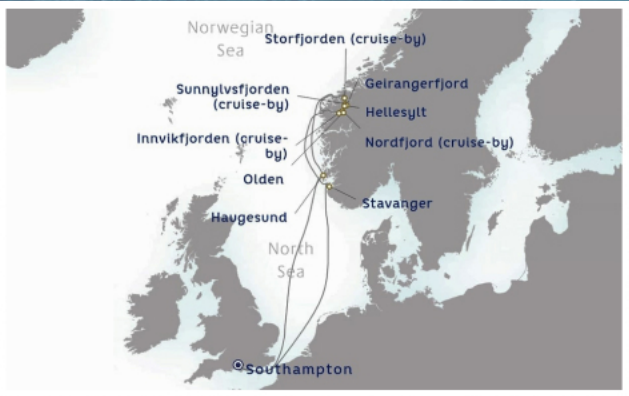 Norwegian
Sea
Storfjorden (cruise-by)
Geirangerfjord
Sunnylvsfjorden
(cruise-by)
Hellesylt
Innvikfjorden (cruise-
by)
Nordfjord (cruise-by)
Olden
Stavanger
Haugesund
North
Sea
Southampton